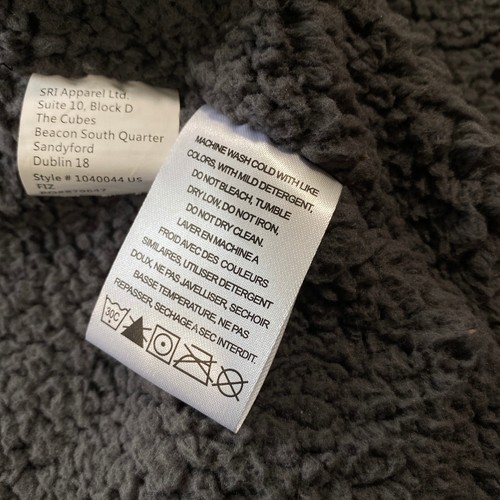 SRI Apparel Ltd.
Suite 10, Block D
The Cubes
Beacon South Quarter
Sandyford
Dublin 18
Style # 1040044 US
FIZ
MACHINE WASH COLD WITH LIKE
COLORS, WITH MILD DETERGENT,
DO NOT BLEACH, TUMBLE
DRY LOW, DO NOT IRON,
DO NOT DRY CLEAN.
LAVER EN MACHINE A
FROID AVEC DES COULEURS
SIMILAIRES, UTILISER DETERGENT
DOUX, NE PAS JAVELLISER, SECHOIR
BASSE TEMPERATURE, NE PAS
REPASSER, SECHAGE A SEC INTERDIT.
30C